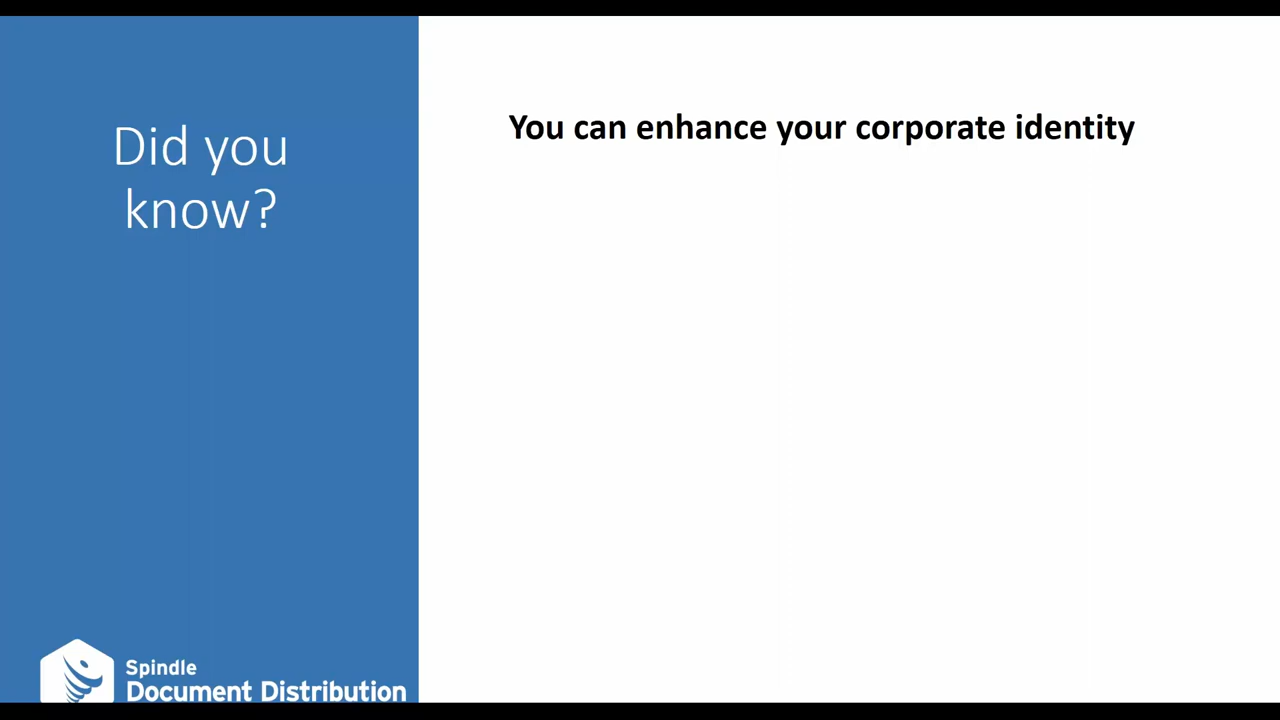 Did you
know?
You can enhance your corporate identity
Spindle
Document Distribution